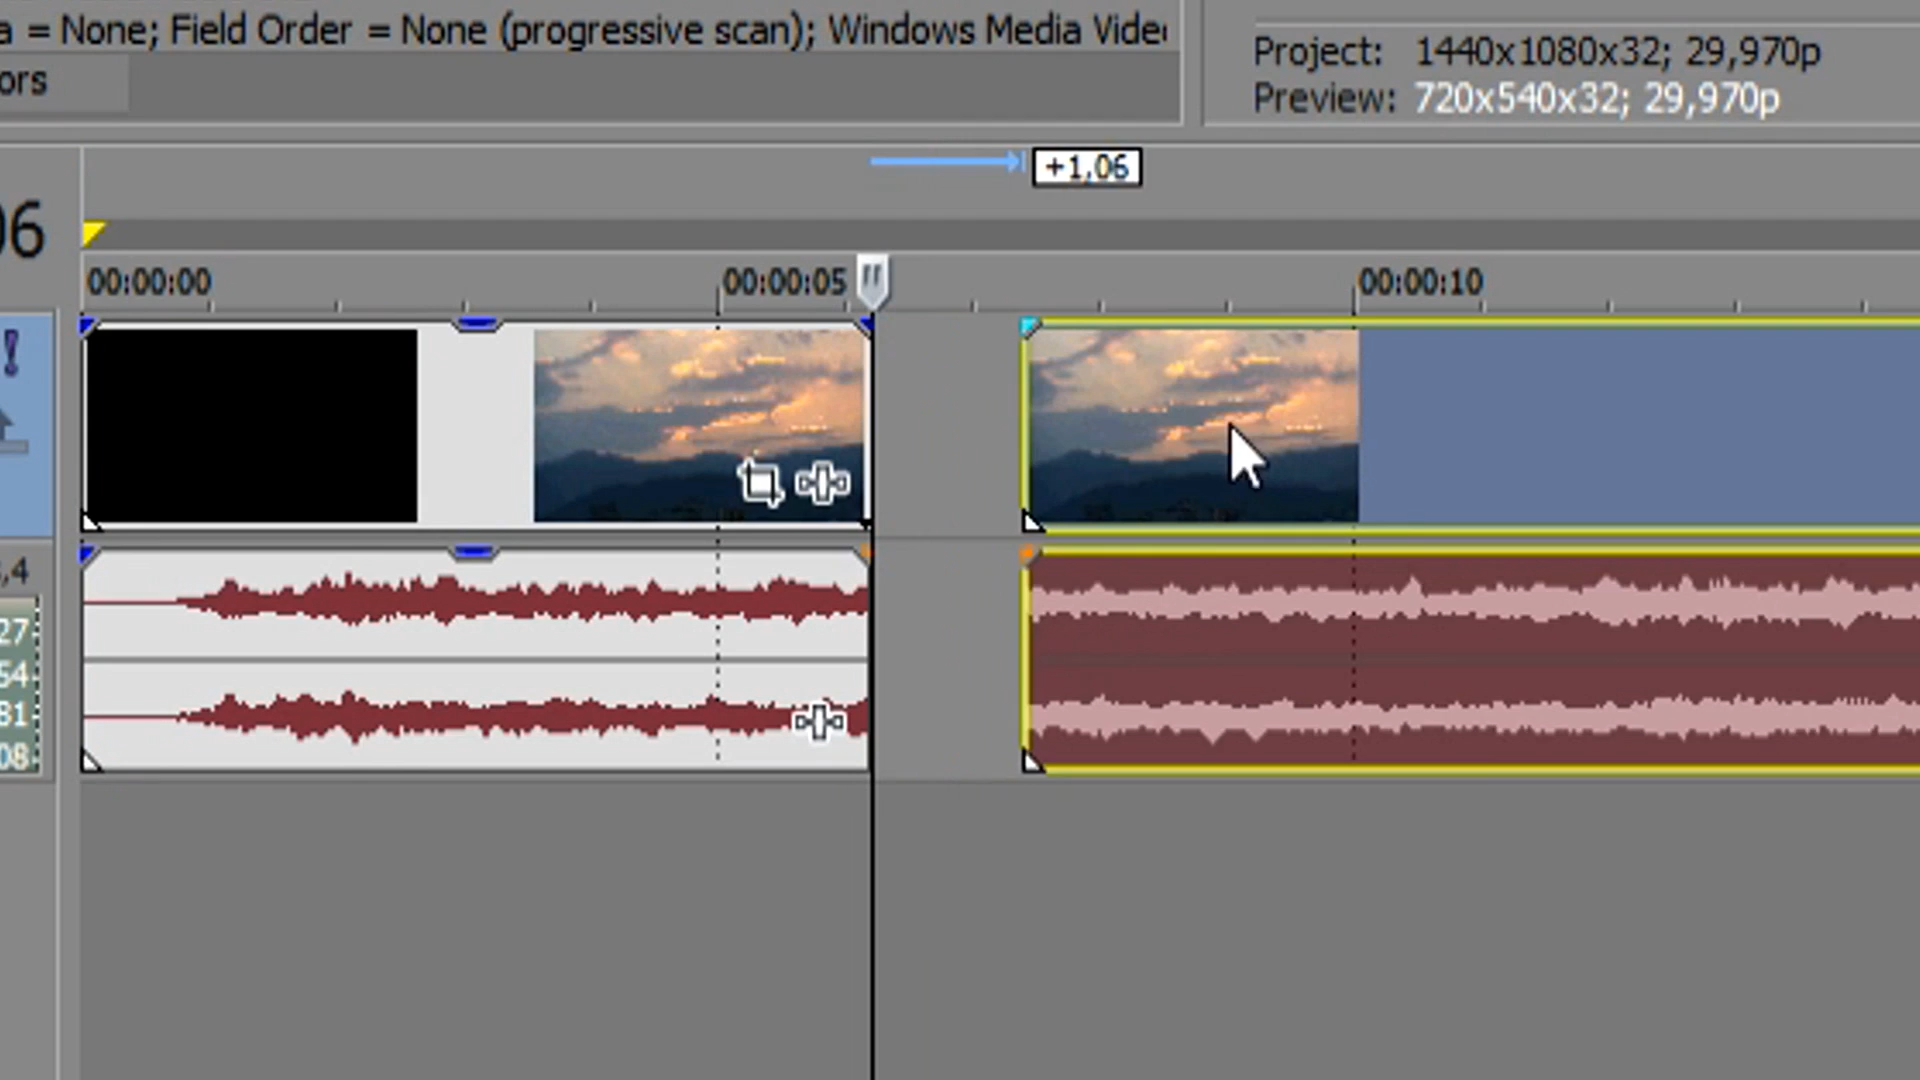 a = None; Field Order = None (progressive scan); Windows Media Vide
ors
Project: 1440x1080x32; 29,970p
Preview: 720x540x32; 29,970p
+1,06
06
00:00:00
00:00:05
00:00:10
,4
27
54
81
08